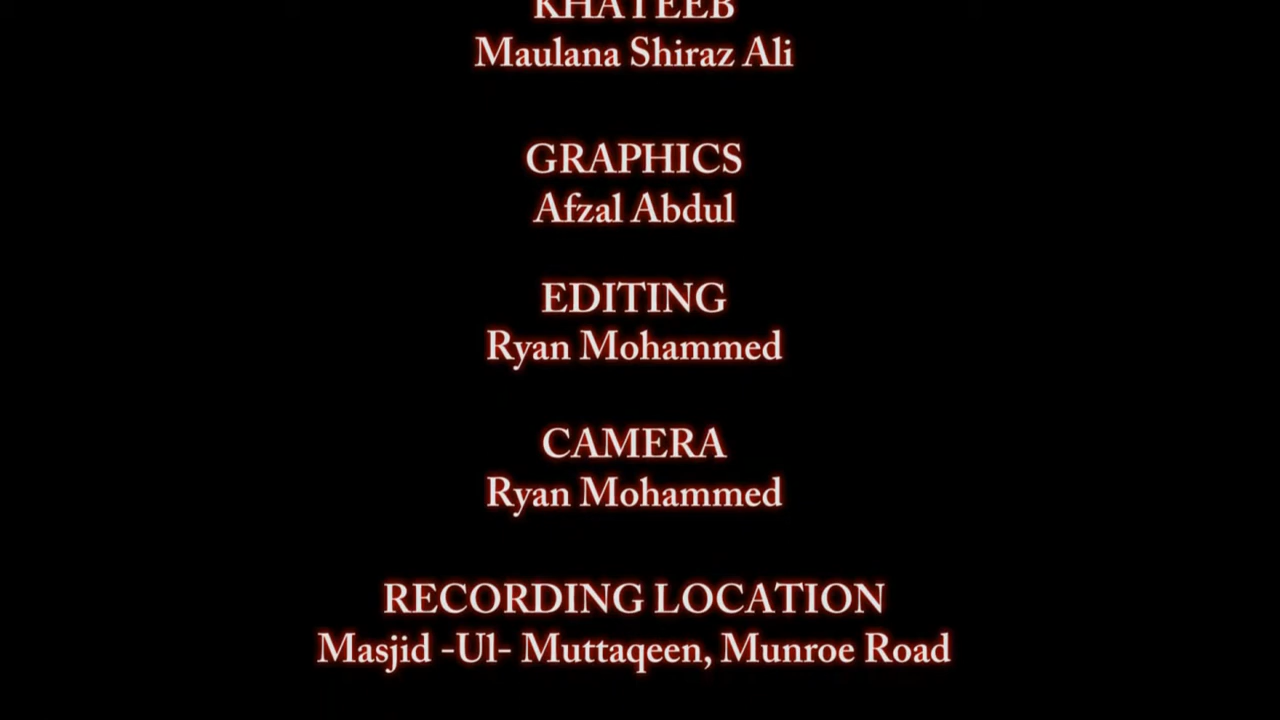 KHATEEB
Maulana Shiraz Ali
GRAPHICS
Afzal Abdul
EDITING
Ryan Mohammed
CAMERA
Ryan Mohammed
RECORDING LOCATION
Masjid -Ul- Muttaqeen, Munroe Road